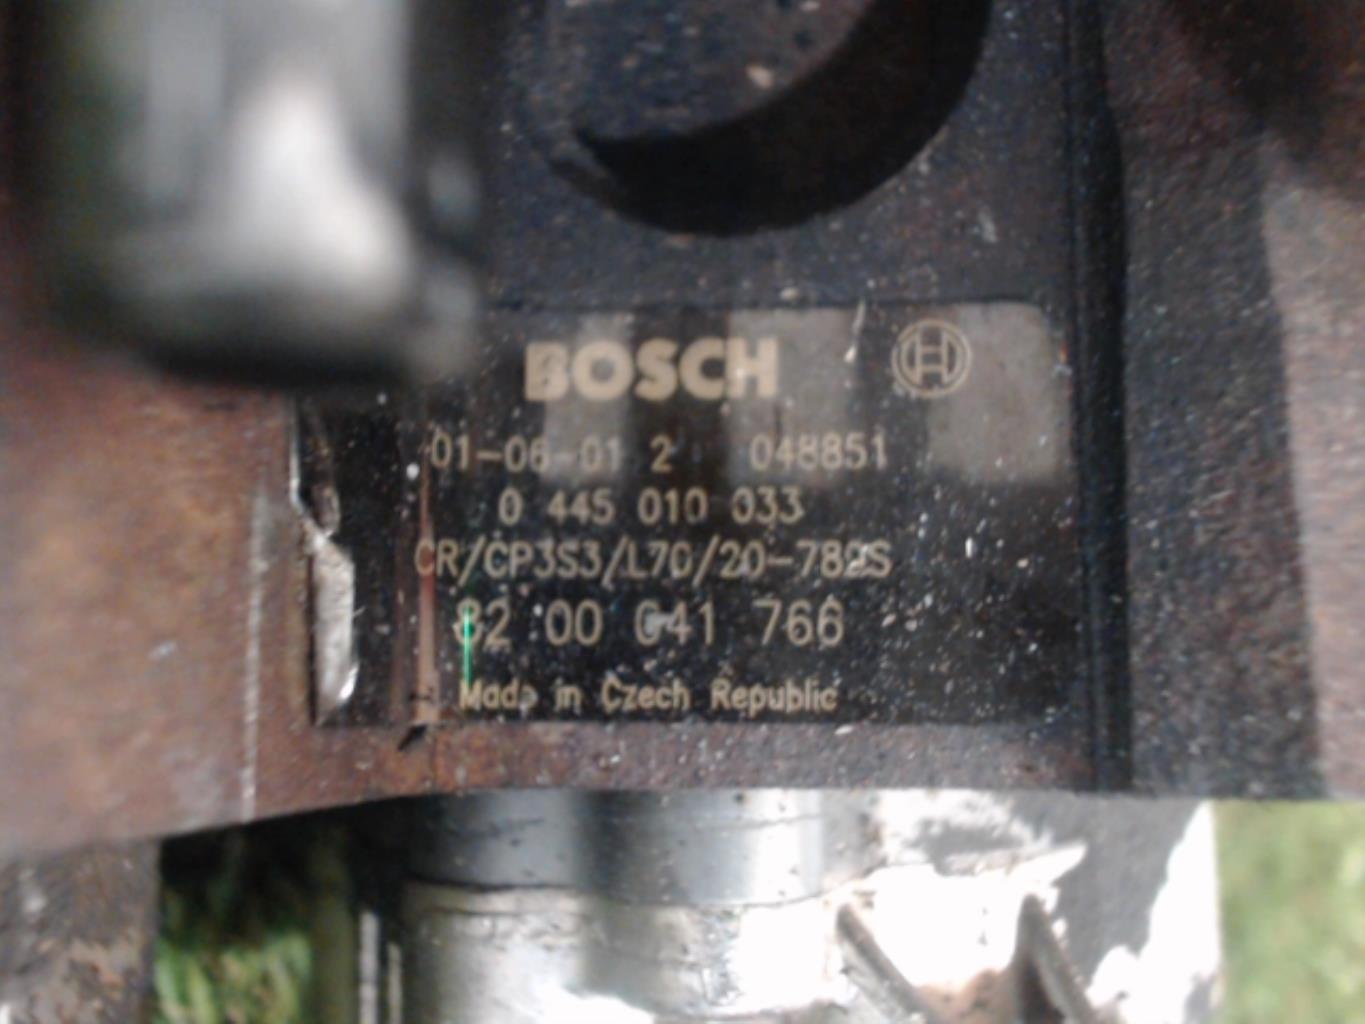 BOSCH
01-06-01 2 048851
0 445 010 033
CR/CP3S3/L70/20-789S
82 00 041 766
Made in Czech Republic